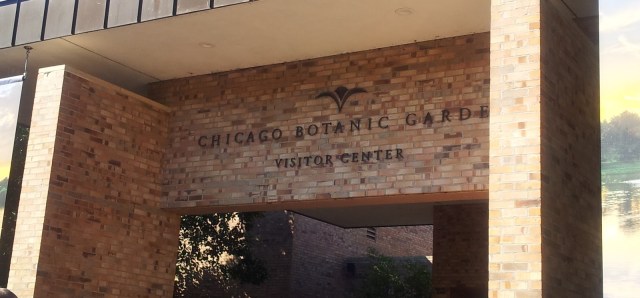 CHICAGO BOTANIC GARDE
VISITOR CENTER